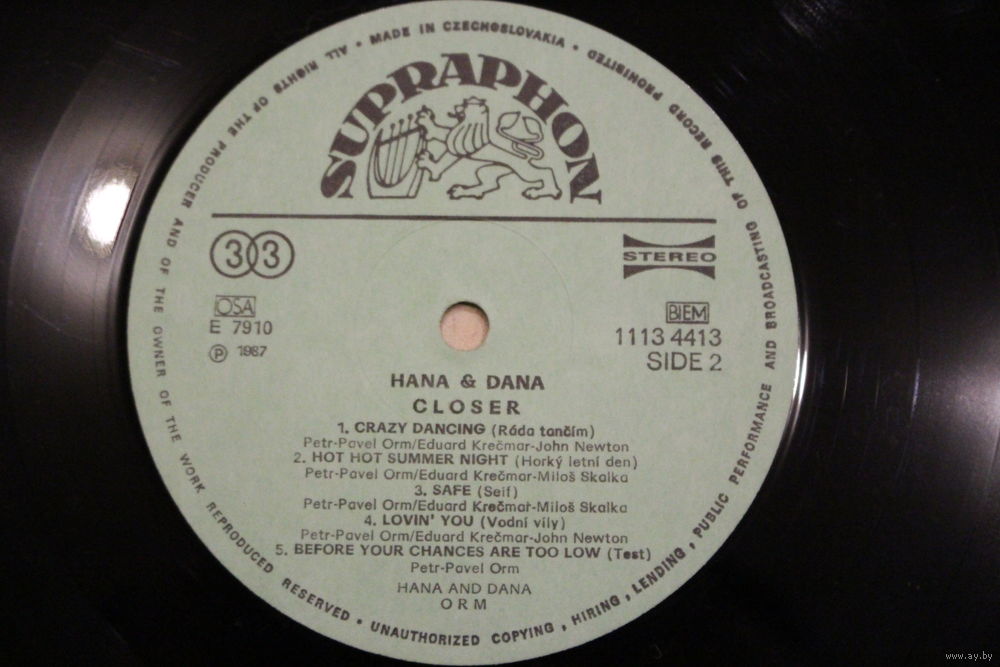 • MADE IN CZECHOSLOVAKIA •
ALL RIGHTS OF THE PRODUCER AND OF THE OWNER OF THE WORK REPRODUCED RESERVED • UNAUTHORIZED COPYING, HIRING, LENDING, PUBLIC PERFORMANCE AND BROADCASTING OF THIS RECORD PROHIBITED
SUPRAPHON
33
STEREO
OSA
BIEM
E 7910
1113 4413
℗ 1987
SIDE 2
HANA & DANA
CLOSER
1. CRAZY DANCING (Ráda tančím)
Petr-Pavel Orm/Eduard Krečmar-John Newton
2. HOT HOT SUMMER NIGHT (Horký letní den)
Petr-Pavel Orm/Eduard Krečmar-Miloš Skalka
3. SAFE (Seif)
Petr-Pavel Orm/Eduard Krečmar-Miloš Skalka
4. LOVIN' YOU (Vodní víly)
Petr-Pavel Orm/Eduard Krečmar-John Newton
5. BEFORE YOUR CHANCES ARE TOO LOW (Test)
Petr-Pavel Orm
HANA AND DANA
ORM
www.ay.by